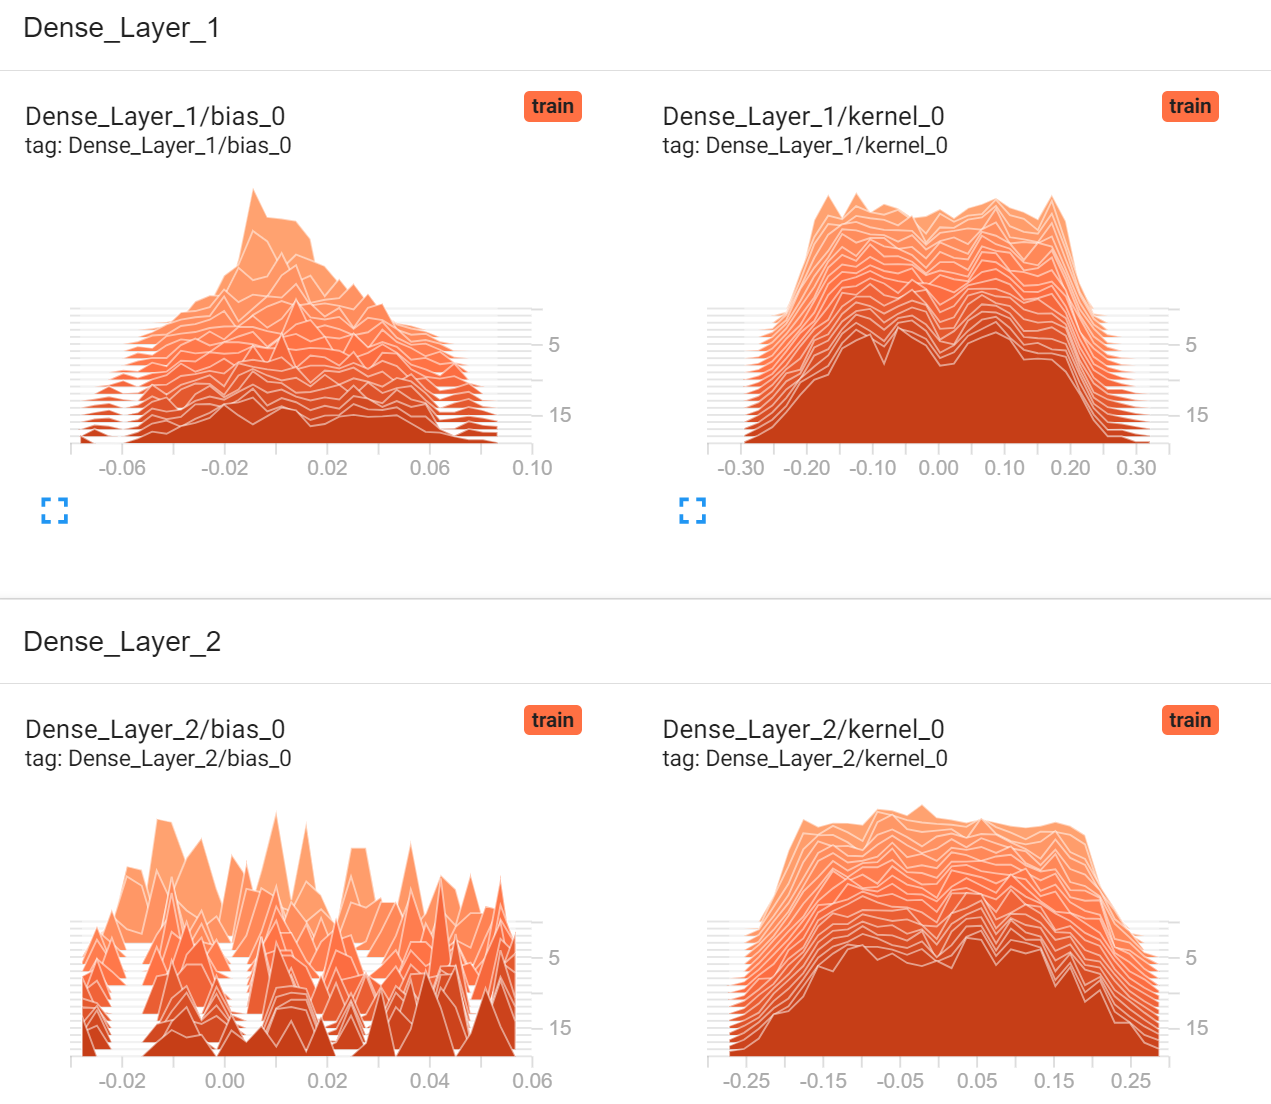 Dense_Layer_1
Dense_Layer_1/bias_0
train
tag: Dense_Layer_1/bias_0
5
15
-0.06 -0.02 0.02 0.06 0.10
Dense_Layer_1/kernel_0
train
tag: Dense_Layer_1/kernel_0
5
15
-0.30 -0.20 -0.10 0.00 0.10 0.20 0.30
Dense_Layer_2
Dense_Layer_2/bias_0
train
tag: Dense_Layer_2/bias_0
5
15
-0.02 0.00 0.02 0.04 0.06
Dense_Layer_2/kernel_0
train
tag: Dense_Layer_2/kernel_0
5
15
-0.25 -0.15 -0.05 0.05 0.15 0.25